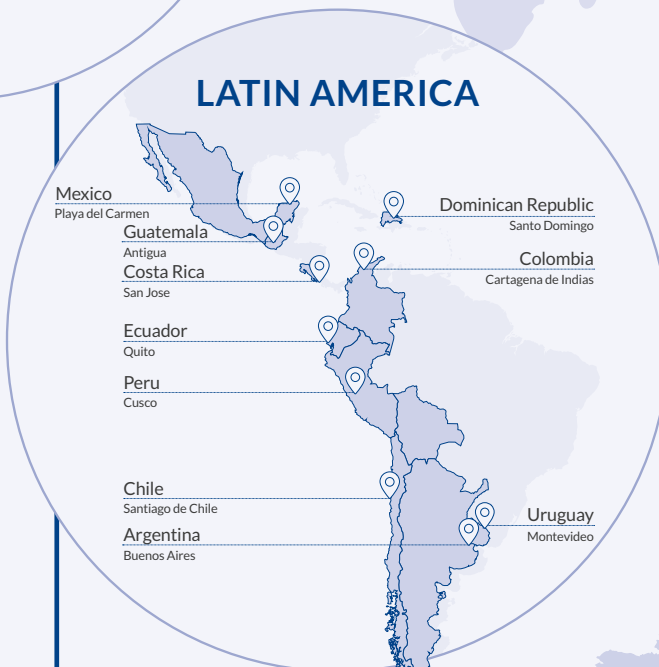 LATIN AMERICA
Mexico
Playa del Carmen
Guatemala
Antigua
Costa Rica
San Jose
Ecuador
Quito
Peru
Cusco
Chile
Santiago de Chile
Argentina
Buenos Aires
Dominican Republic
Santo Domingo
Colombia
Cartagena de Indias
Uruguay
Montevideo